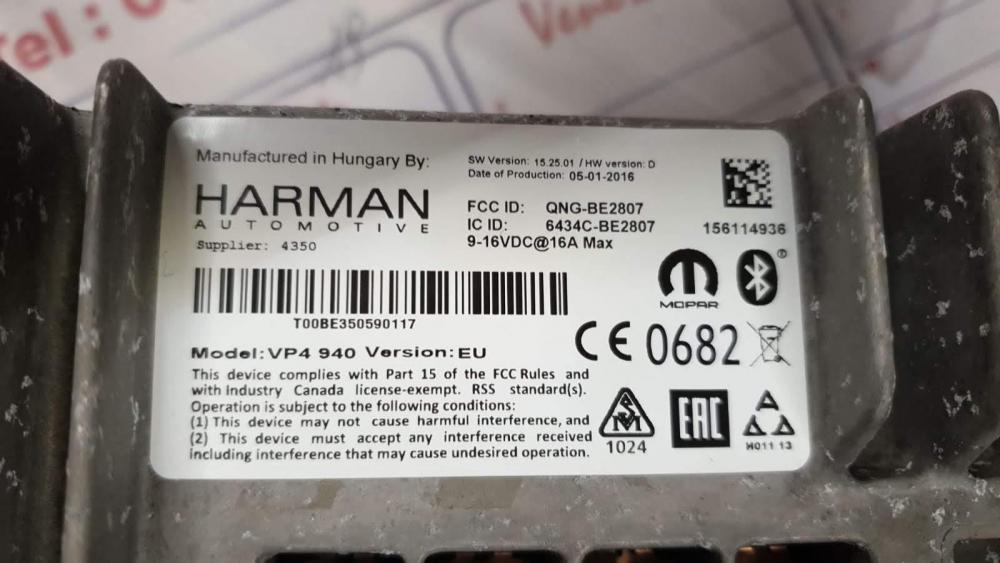 Tel :
Manufactured in Hungary By:
HARMAN
AUTOMOTIVE
Supplier: 4350
SW Version: 15.25.01 / HW version: D
Date of Production: 05-01-2016
FCC ID: QNG-BE2807
IC ID: 6434C-BE2807
9-16VDC@16A Max
156114936
MOPAR
®
T00BE350590117
CE 0682
Model: VP4 940 Version: EU
This device complies with Part 15 of the FCC Rules and
with Industry Canada license-exempt. RSS standard(s).
Operation is subject to the following conditions:
(1) This device may not cause harmful interference, and
(2) This device must accept any interference received
including interference that may cause undesired operation.
1024
EAC
H011 13